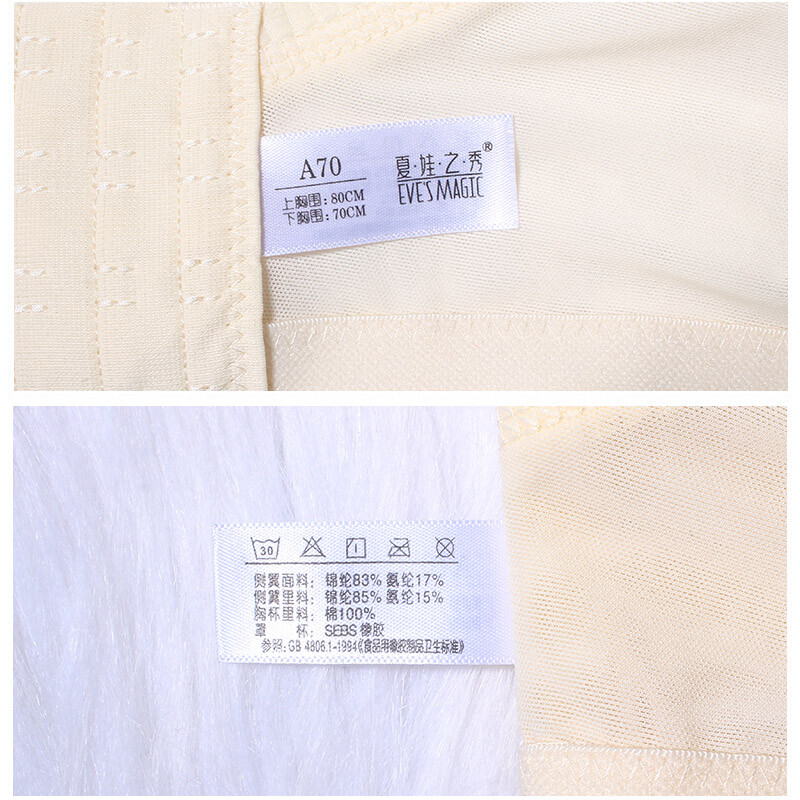 A70
上胸围:80CM
下胸围:70CM
夏·娃·之·秀®
EVE'S MAGIC
30
侧翼面料: 锦纶83% 氨纶17%
侧翼里料: 锦纶85% 氨纶15%
胸杯里料: 棉100%
罩 杯: SEBS 橡胶
参照:GB 4806.1-1994《食品用橡胶制品卫生标准》